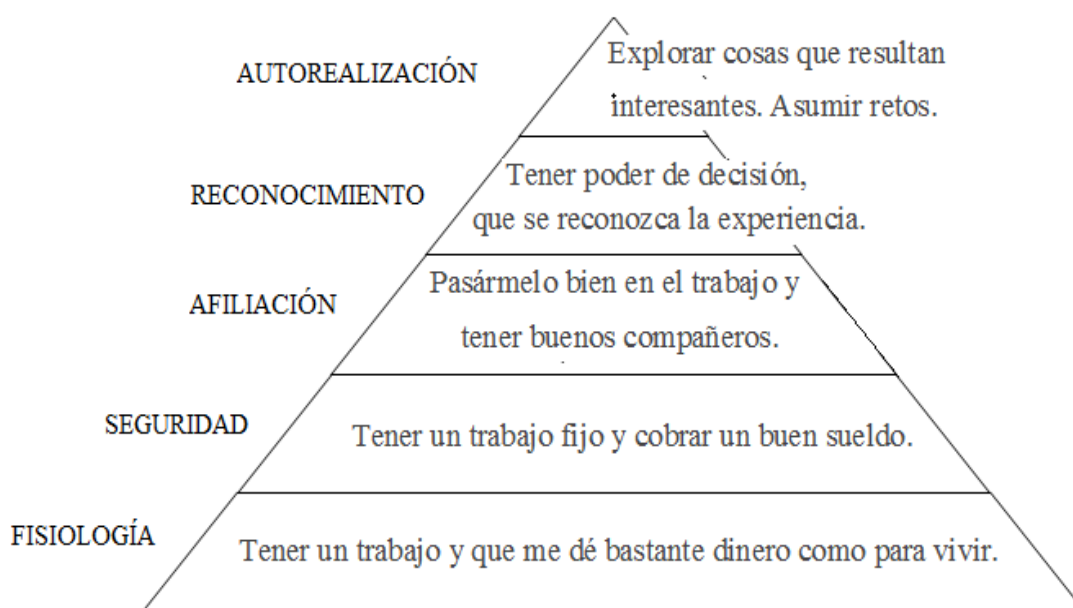 AUTOREALIZACIÓN
Explorar cosas que resultan
interesantes. Asumir retos.
RECONOCIMIENTO
Tener poder de decisión,
que se reconozca la experiencia.
AFILIACIÓN
Pasármelo bien en el trabajo y
tener buenos compañeros.
SEGURIDAD
Tener un trabajo fijo y cobrar un buen sueldo.
FISIOLOGÍA
Tener un trabajo y que me dé bastante dinero como para vivir.